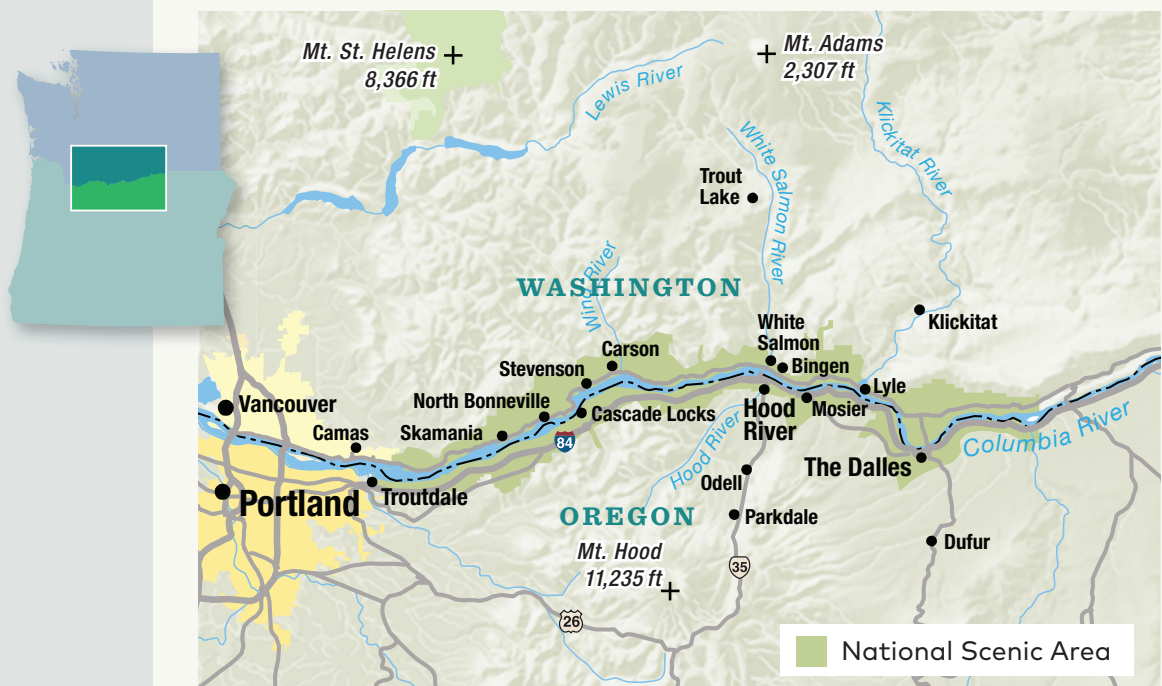 Mt. St. Helens
8,366 ft
Mt. Adams
2,307 ft
Lewis River
Klickitat River
White Salmon River
Trout
Lake
Wind River
WASHINGTON
Klickitat
White
Salmon
Bingen
Carson
Stevenson
Lyle
North Bonneville
Vancouver
Cascade Locks
Hood
River
Mosier
Camas
Skamania
84
Hood River
Columbia River
The Dalles
Odell
Portland
Troutdale
OREGON
Parkdale
Mt. Hood
11,235 ft
Dufur
35
26
National Scenic Area